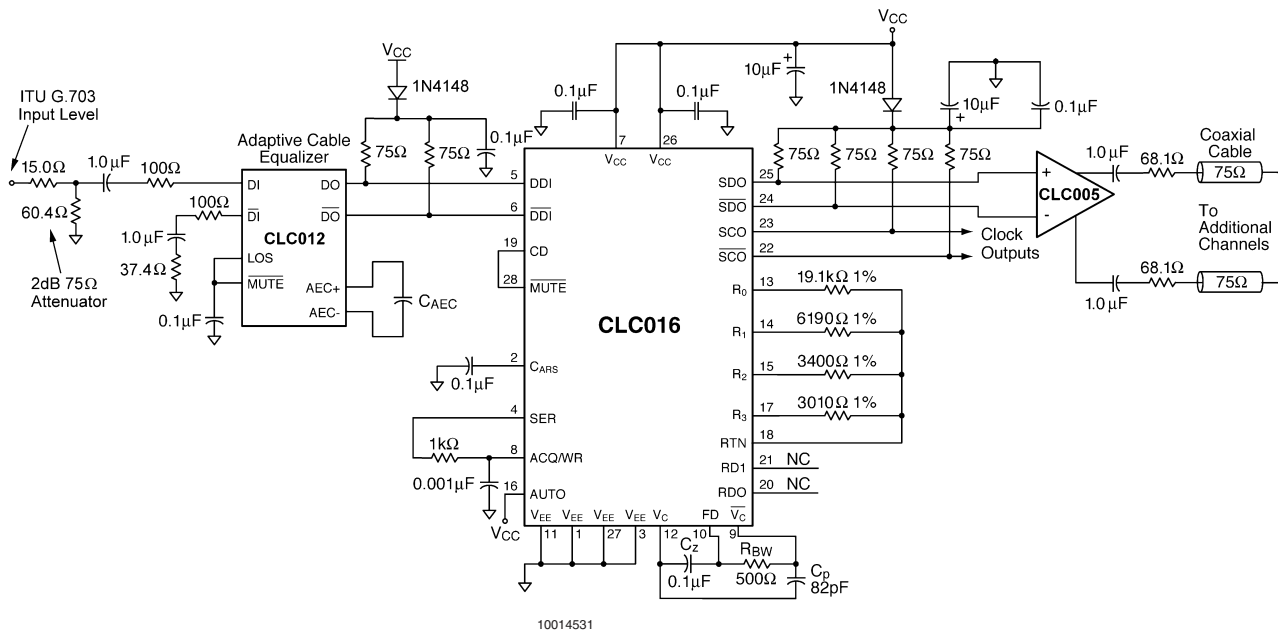 VCC
VCC
10µF
+
1N4148
1N4148
0.1µF
0.1µF
10µF
+
0.1µF
ITU G.703
Input Level
Adaptive Cable
Equalizer
75Ω
75Ω
0.1µF
7
26
VCC
VCC
75Ω
75Ω
75Ω
75Ω
Coaxial
Cable
15.0Ω
1.0µF
100Ω
DI
DO
5
DDI
SDO
25
+
-
CLC005
1.0µF
68.1Ω
75Ω
60.4Ω
100Ω
DI
DO
6
DDI
SDO
24
1.0µF
CLC012
19
CD
SCO
23
Clock
Outputs
To
Additional
Channels
37.4Ω
LOS
SCO
22
2dB 75Ω
Attenuator
MUTE
AEC+
AEC-
CAEC
28
MUTE
R0
13
19.1kΩ 1%
68.1Ω
75Ω
1.0µF
0.1µF
CLC016
R1
14
6190Ω 1%
2
CARS
0.1µF
R2
15
3400Ω 1%
4
SER
R3
17
3010Ω 1%
1kΩ
8
ACQ/WR
RTN
18
0.001µF
RD1
21
NC
16
AUTO
RDO
20
NC
VCC
VEE
VEE
VEE
VEE
VC
FD
VC
11
1
27
3
12
10
9
Cz
0.1µF
RBW
500Ω
Cp
82pF
10014531